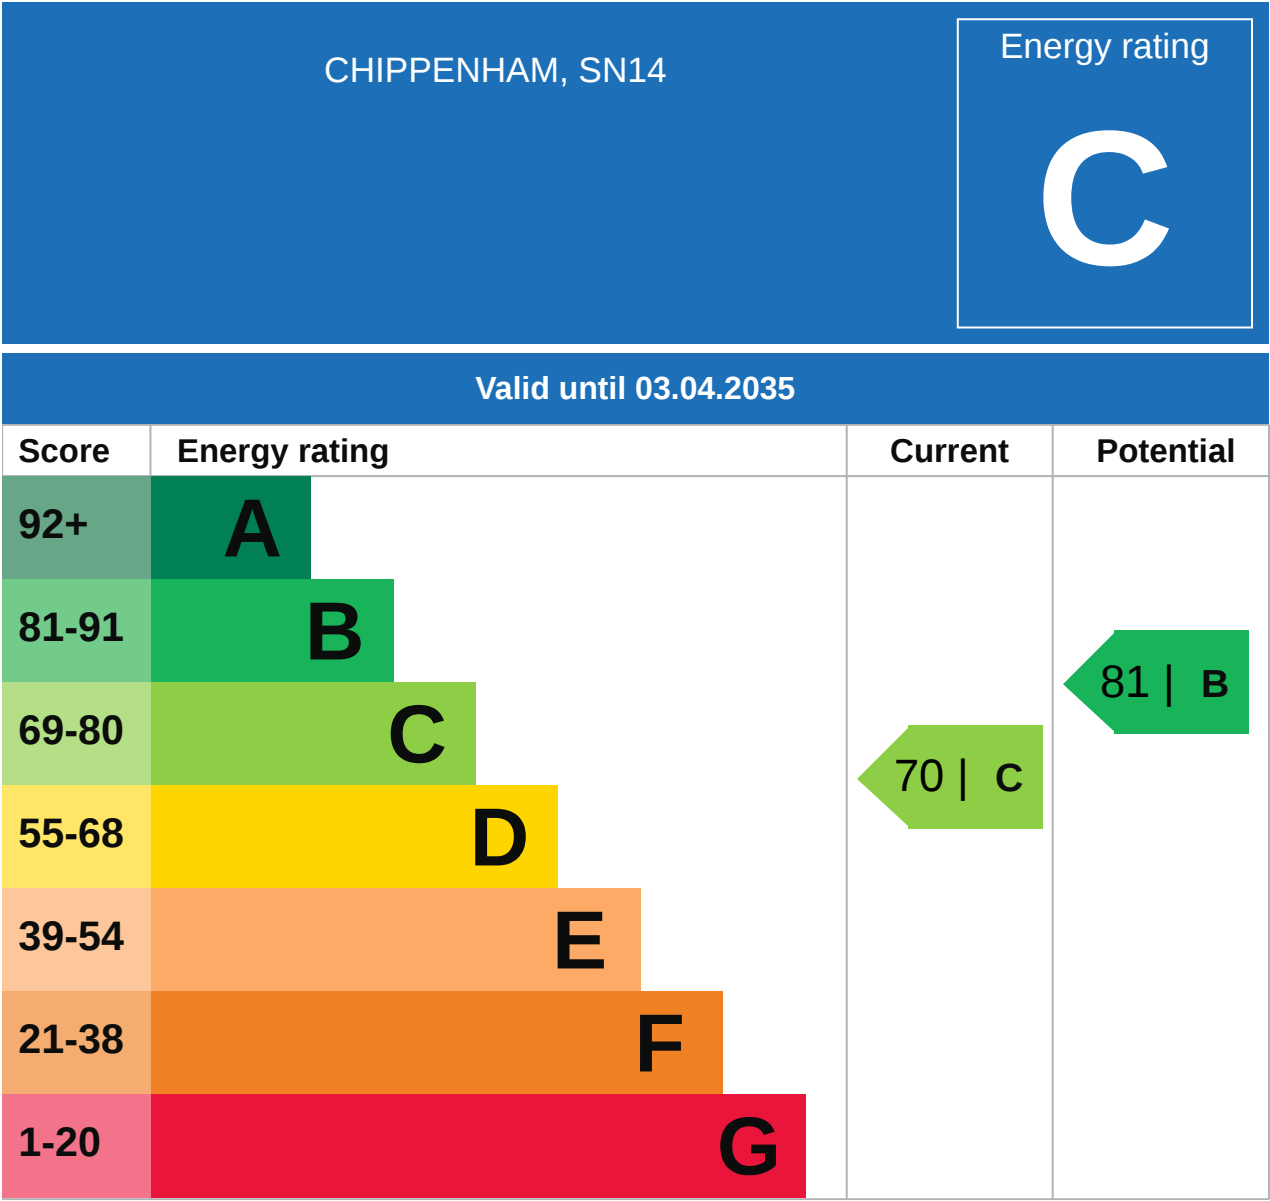 CHIPPENHAM, SN14
Energy rating
C
Valid until 03.04.2035
Score Energy rating Current Potential
92+ A
81-91 B
81 | B
69-80 C
70 | C
55-68 D
39-54 E
21-38 F
1-20 G